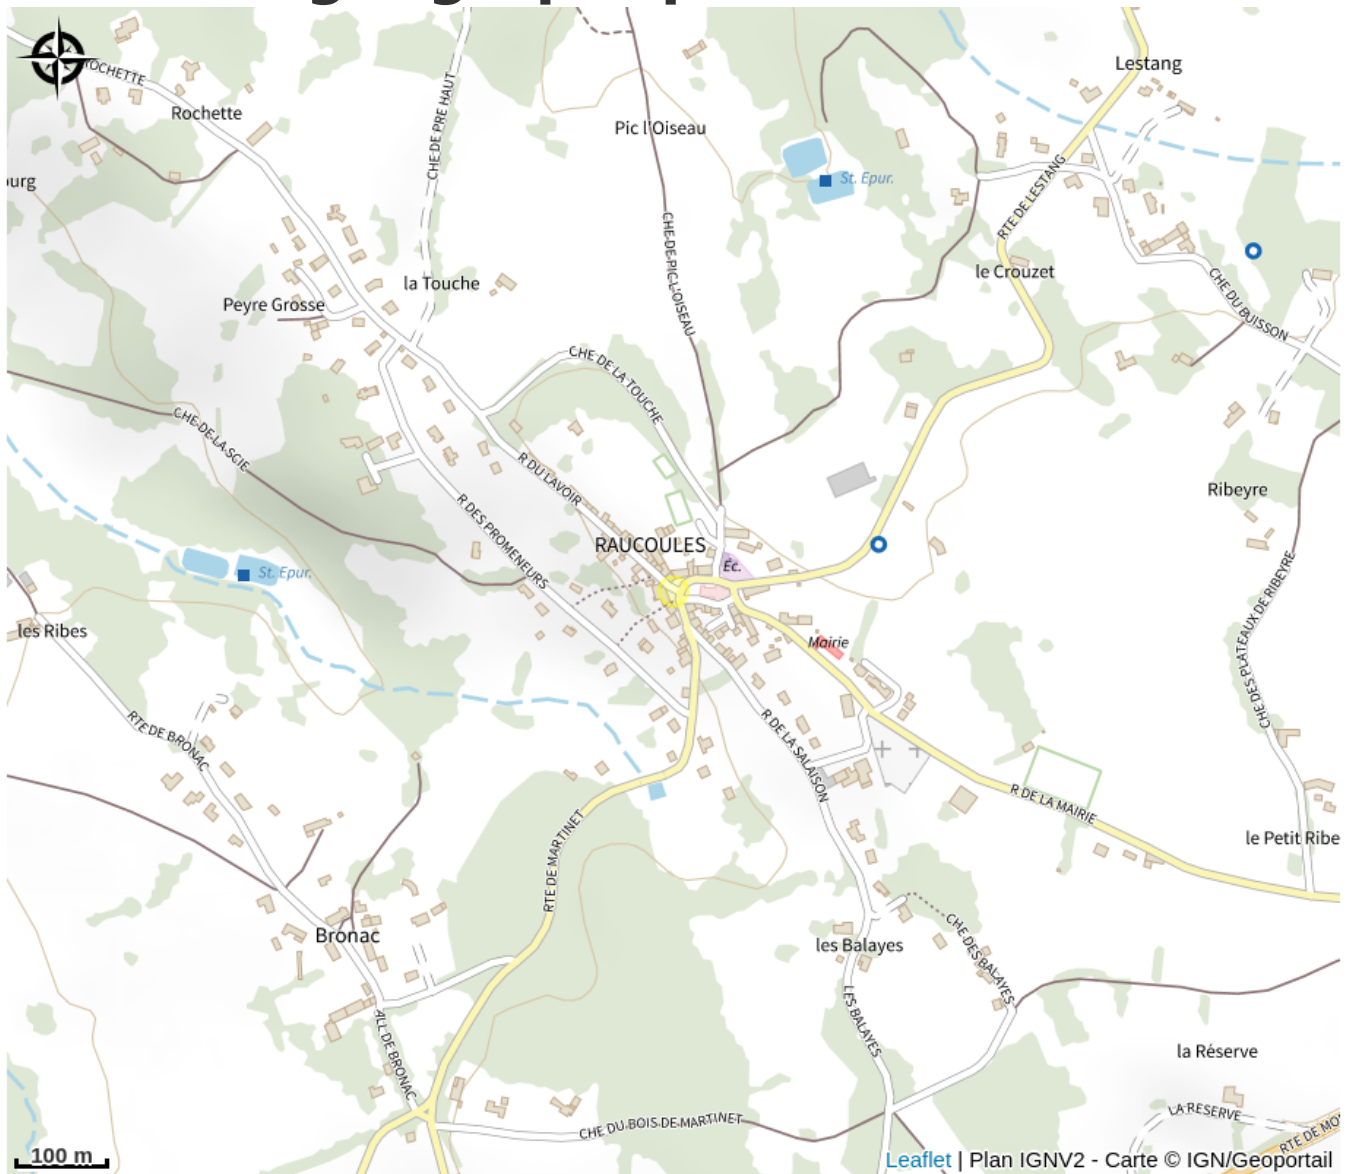 Lestang
ROCHETTE
Rochette
CHE DE PRE HAUT
Pic l'Oiseau
St. Epur.
RTE DE LESTANG
ourg
CHE DE PIC L'OISEAU
le Crouzet
la Touche
Peyre Grosse
CHE DU BUISSON
CHE DE LA TOUCHE
CHE DE LA SCIE
R DU LAVOIR
Ribeyre
R DES PROMENEURS
RAUCOULES
Éc.
St. Epur.
CHE DES PLATEAUX DE RIBEYRE
les Ribes
Mairie
RTE DE BRONAC
R DE LA SALAISON
R DE LA MAIRIE
le Petit Ribe
RTE DE MARTINET
Bronac
les Balayes
CHE DES BALAYES
LES BALAYES
ALL DE BRONAC
la Réserve
LA RESERVE
CHE DU BOIS DE MARTINET
RTE DE MO
100 m
Leaflet | Plan IGNV2 - Carte © IGN/Geoportail